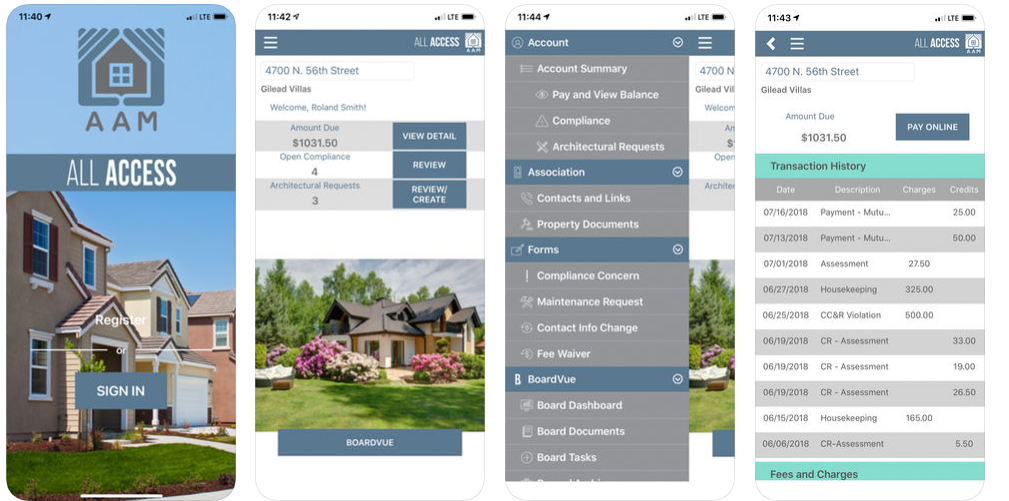 11:40
LTE
AAM
ALL ACCESS
Register
or
SIGN IN
11:42
LTE
ALL ACCESS
AAM
4700 N. 56th Street
Gilead Villas
Welcome, Roland Smith!
Amount Due
$1031.50
VIEW DETAIL
Open Compliance
4
REVIEW
Architectural Requests
3
REVIEW/
CREATE
BOARDVUE
11:44
LTE
Account
Account Summary
Pay and View Balance
Compliance
Architectural Requests
Association
Contacts and Links
Property Documents
Forms
Compliance Concern
Maintenance Request
Contact Info Change
Fee Waiver
BoardVue
Board Dashboard
Board Documents
Board Tasks
4700 N
Gilead Vil
Welcom
An
$
Open
Archite
11:43
LTE
ALL ACCESS
AAM
4700 N. 56th Street
Gilead Villas
Amount Due
$1031.50
PAY ONLINE
Transaction History
Date Description Charges Credits
07/16/2018 Payment - Mutu... 25.00
07/13/2018 Payment - Mutu... 50.00
07/01/2018 Assessment 27.50
06/27/2018 Housekeeping 325.00
06/25/2018 CC&R Violation 500.00
06/19/2018 CR - Assessment 33.00
06/19/2018 CR - Assessment 19.00
06/19/2018 CR - Assessment 26.50
06/15/2018 Housekeeping 165.00
06/06/2018 CR-Assessment 5.50
Fees and Charges